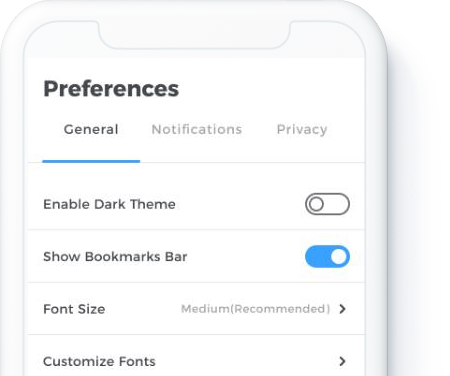 Preferences
General Notifications Privacy
Enable Dark Theme
Show Bookmarks Bar
Font Size Medium(Recommended)
Customize Fonts